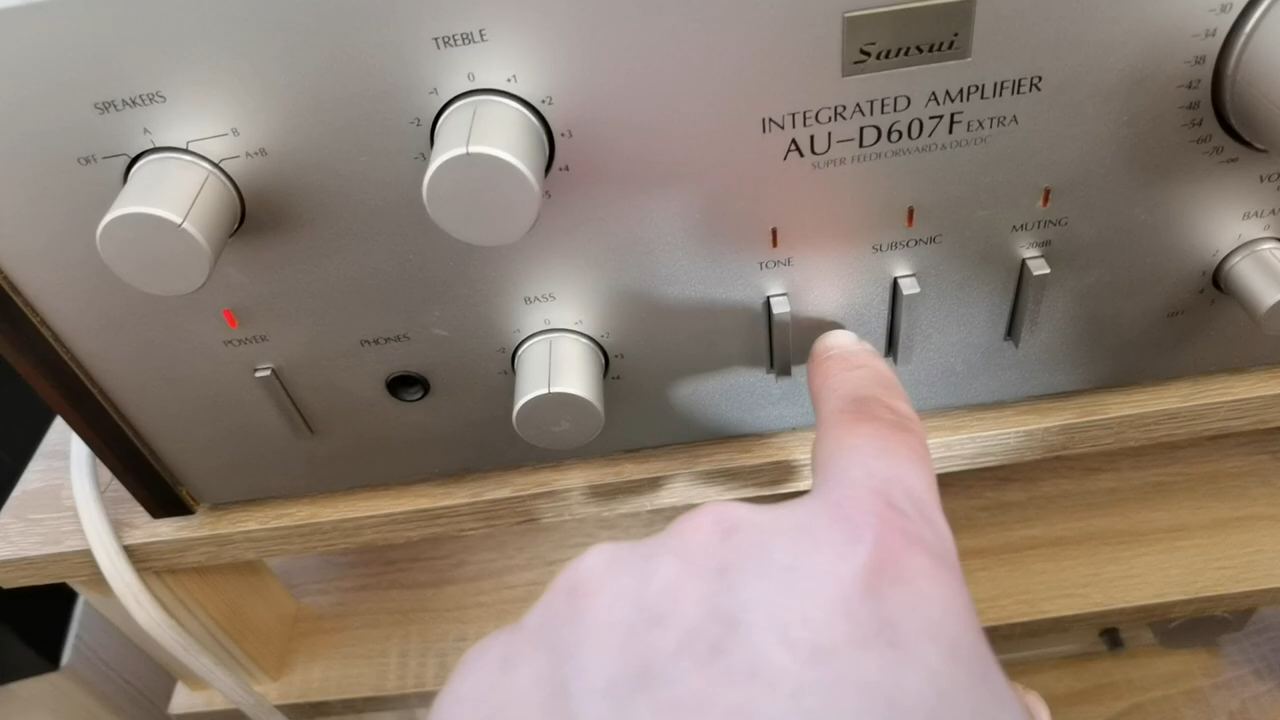 SPEAKERS
OFF A B A+B
TREBLE
-3 -2 -1 0 +1 +2 +3 +4 5
Sansui
INTEGRATED AMPLIFIER
AU-D607F EXTRA
SUPER FEEDFORWARD & DD/DC
-30
-34
-38
-42
-48
-54
-60
-70
-∞
VO
BALA
0
TONE
SUBSONIC
MUTING
-20dB
POWER
PHONES
BASS
0